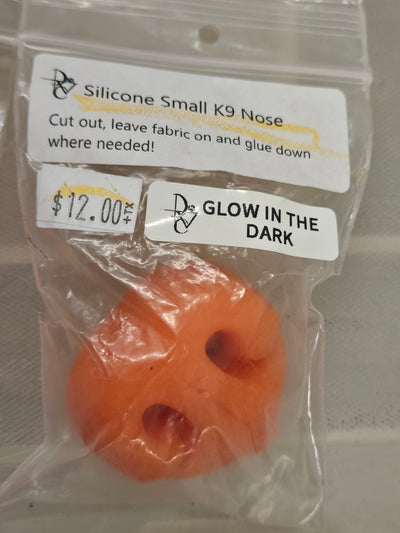 Silicone Small K9 Nose
Cut out, leave fabric on and glue down
where needed!
$12.00+TX
GLOW IN THE
DARK